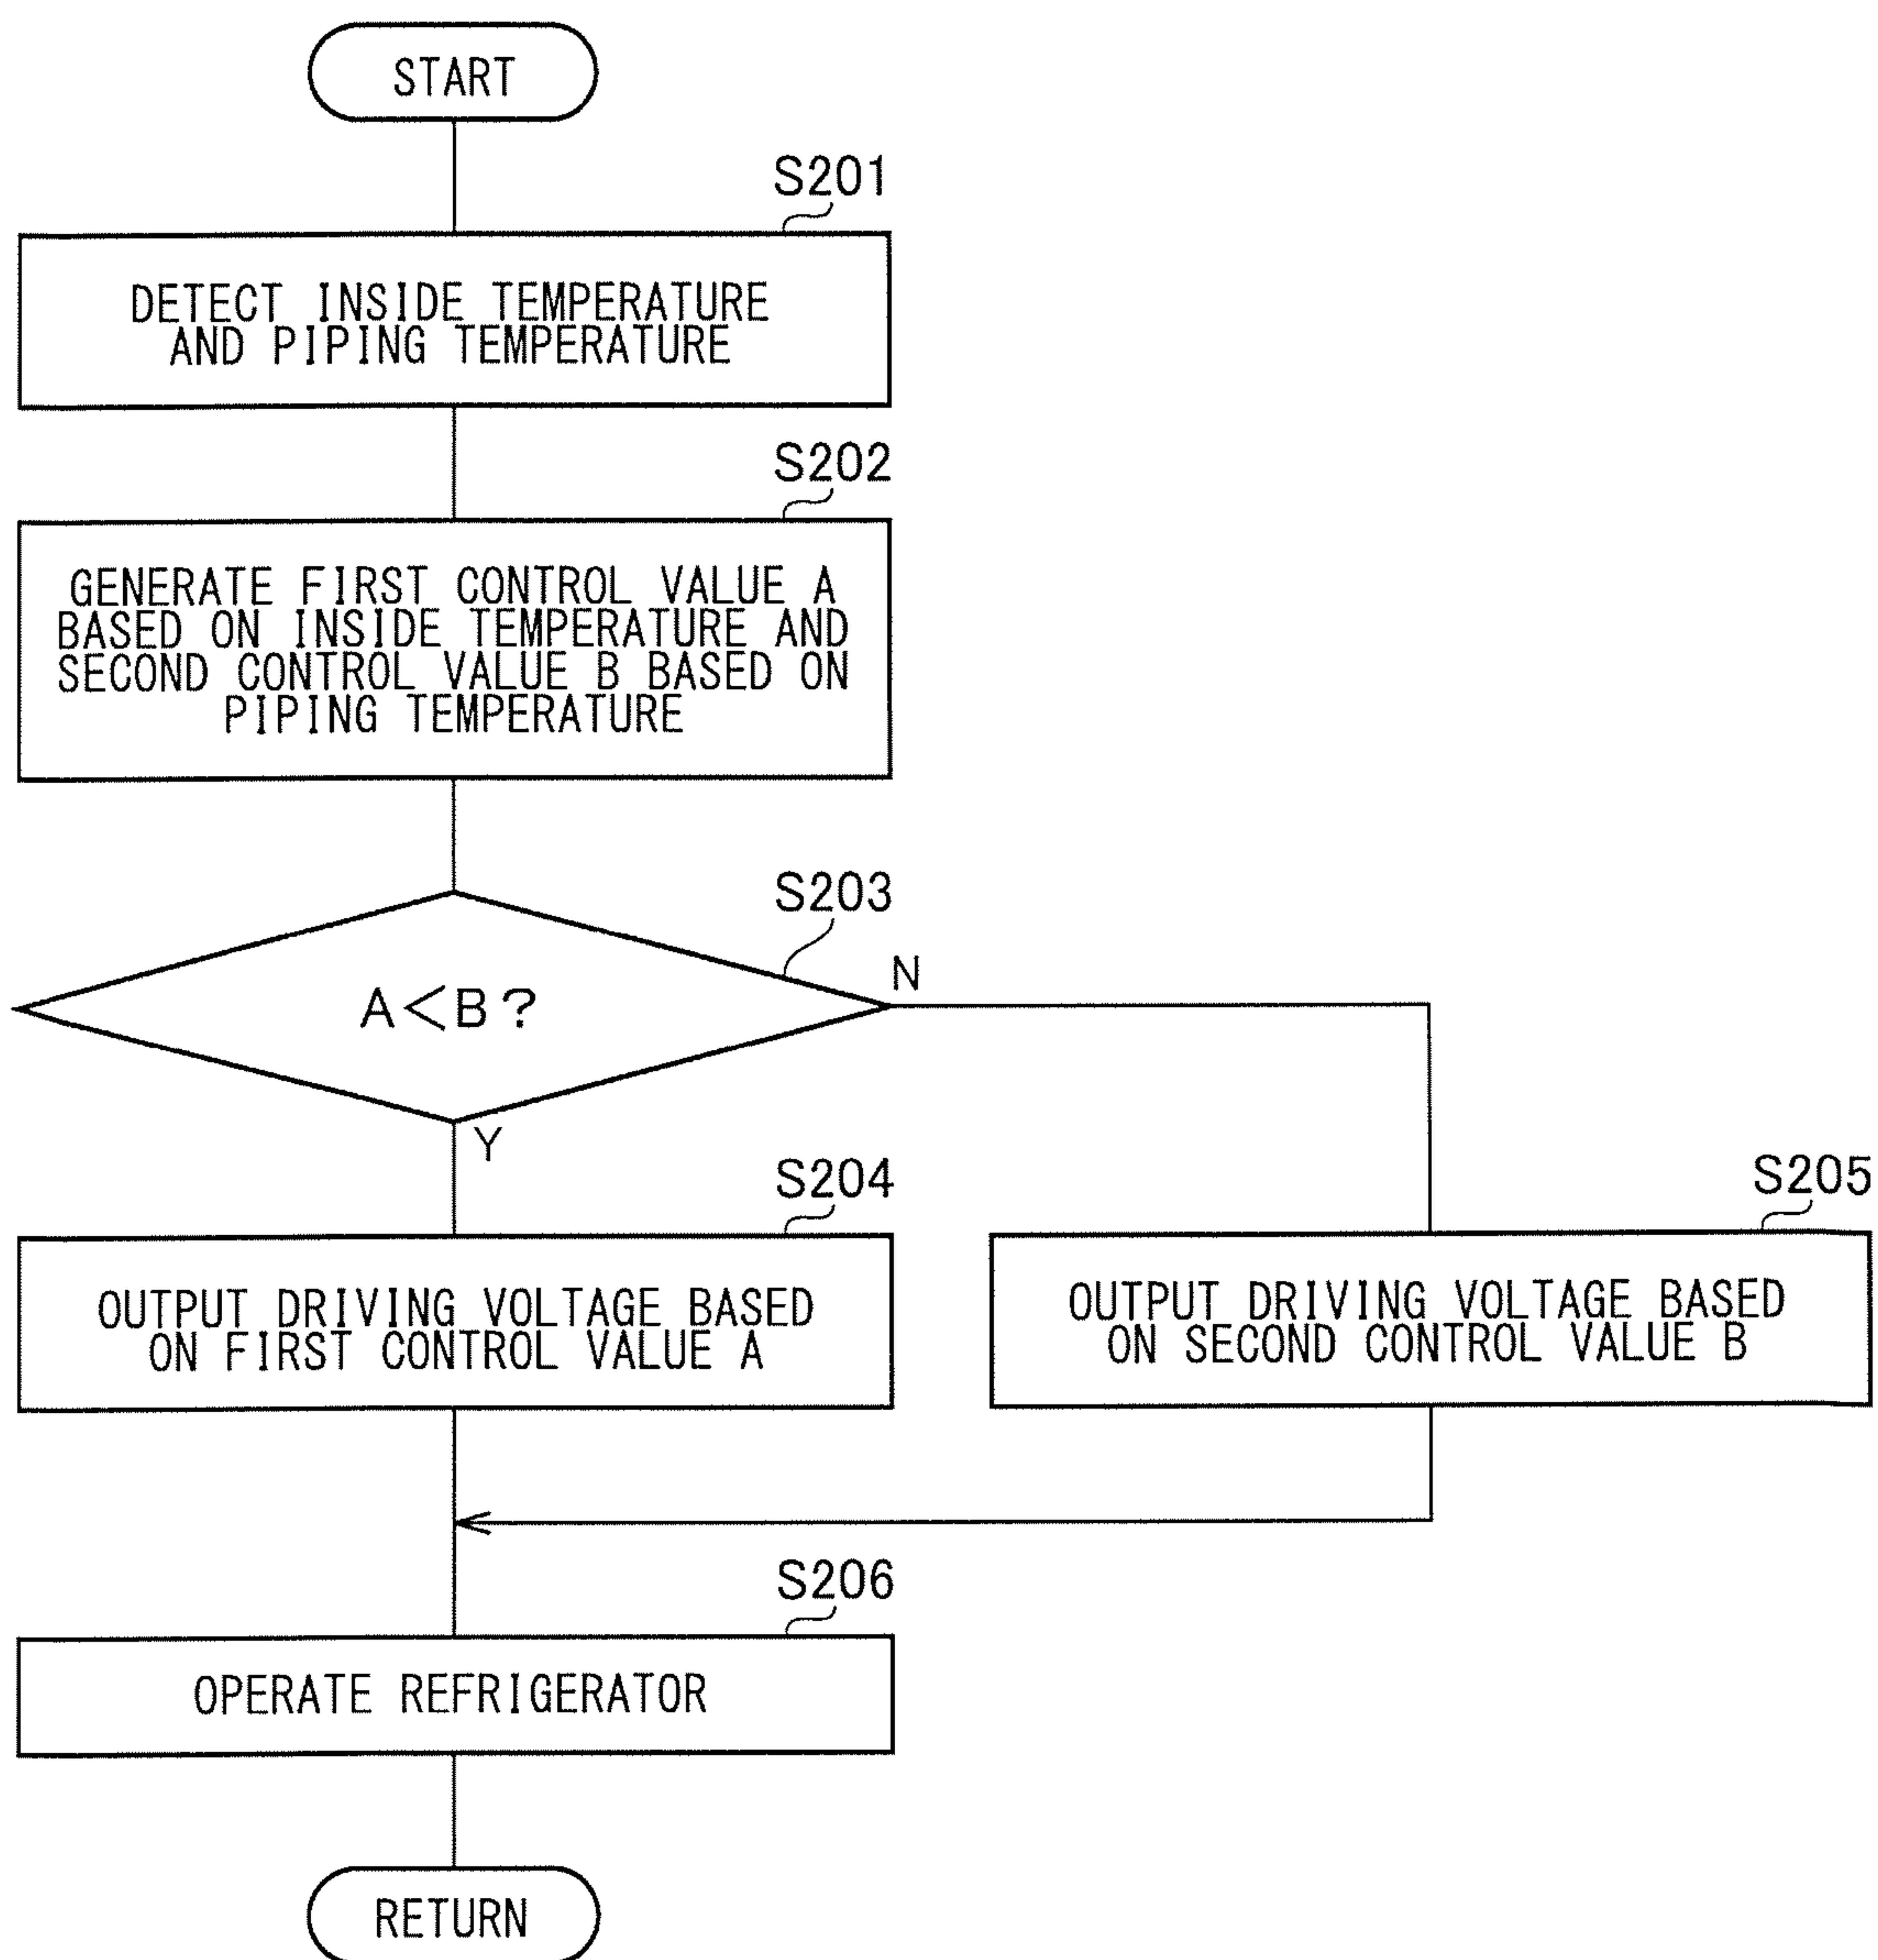 START
S201
DETECT INSIDE TEMPERATURE
AND PIPING TEMPERATURE
S202
GENERATE FIRST CONTROL VALUE A
BASED ON INSIDE TEMPERATURE AND
SECOND CONTROL VALUE B BASED ON
PIPING TEMPERATURE
S203
A<B?
N
Y
S204
OUTPUT DRIVING VOLTAGE BASED
ON FIRST CONTROL VALUE A
S205
OUTPUT DRIVING VOLTAGE BASED
ON SECOND CONTROL VALUE B
S206
OPERATE REFRIGERATOR
RETURN